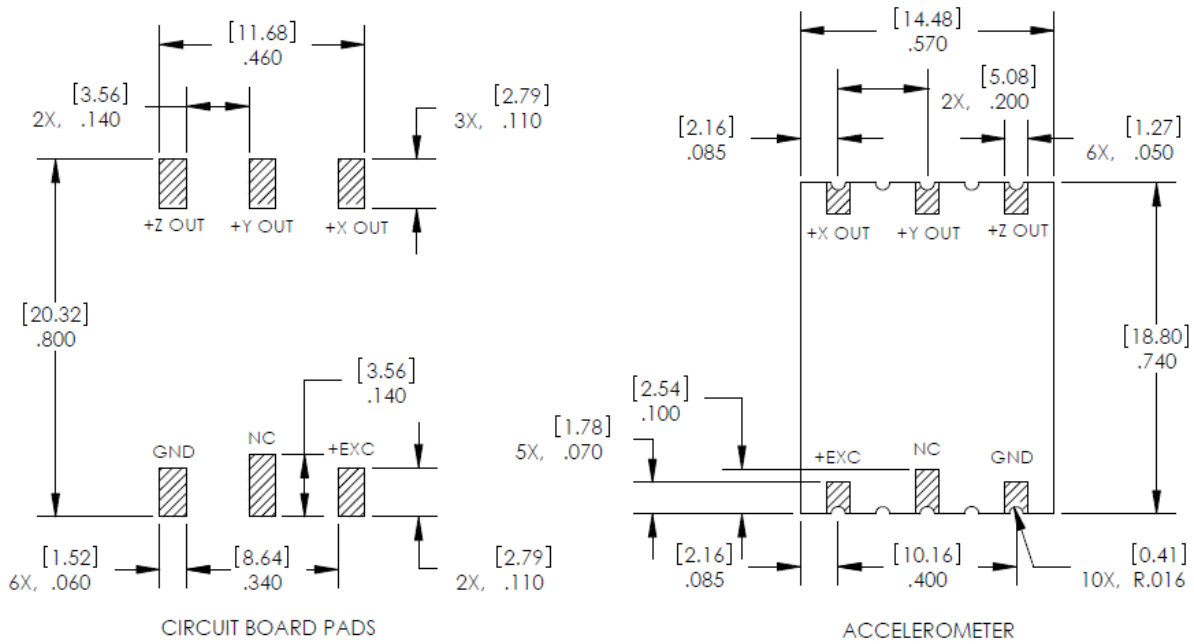 [11.68]
.460
[3.56]
2X, .140
[2.79]
3X, .110
+Z OUT
+Y OUT
+X OUT
[20.32]
.800
[3.56]
.140
GND
NC
+EXC
[1.52]
6X, .060
[8.64]
.340
[2.79]
2X, .110
CIRCUIT BOARD PADS
[14.48]
.570
[5.08]
2X, .200
[2.16]
.085
[1.27]
6X, .050
+X OUT
+Y OUT
+Z OUT
[18.80]
.740
[2.54]
.100
[1.78]
5X, .070
+EXC
NC
GND
[2.16]
.085
[10.16]
.400
[0.41]
10X, R.016
ACCELEROMETER